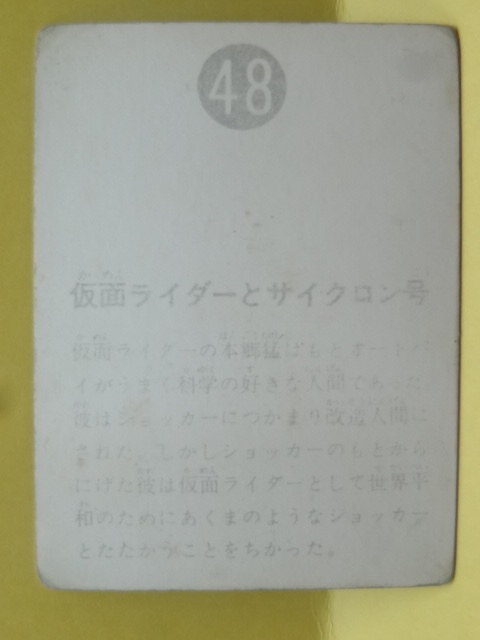 48
仮面ライダーとサイクロン号
仮面ライダーの本郷猛はもとオートバ
イがうまく科学の好きな人間であった。
彼はショッカーにつかまり改造人間に
された。しかしショッカーのもとから
にげた彼は仮面ライダーとして世界平
和のためにあくまのようなショッカー
とたたかうことをちかった。